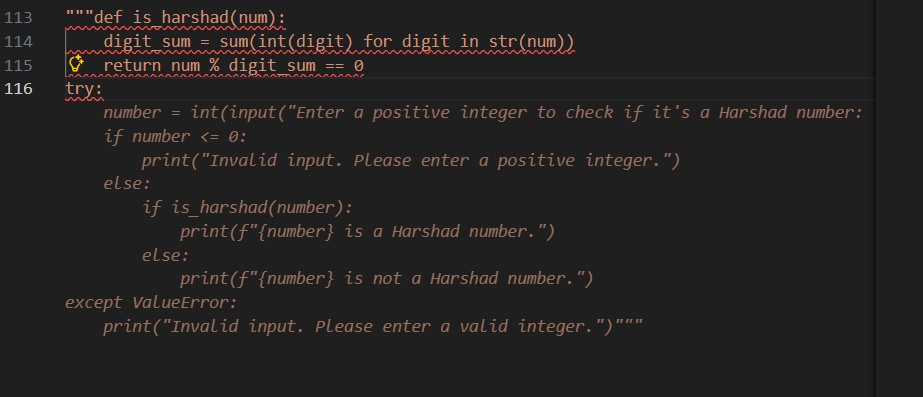 113 """def is_harshad(num):
114     digit_sum = sum(int(digit) for digit in str(num))
115     return num % digit_sum == 0
116 try:
        number = int(input("Enter a positive integer to check if it's a Harshad number:
        if number <= 0:
            print("Invalid input. Please enter a positive integer.")
        else:
            if is_harshad(number):
                print(f"{number} is a Harshad number.")
            else:
                print(f"{number} is not a Harshad number.")
    except ValueError:
        print("Invalid input. Please enter a valid integer.")"""